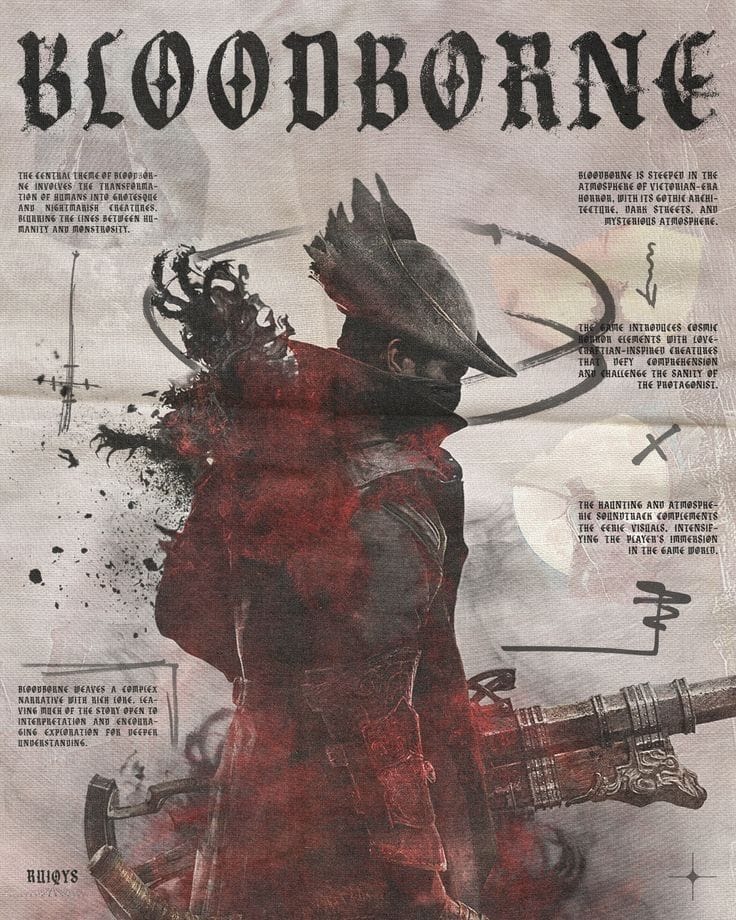 BLOODBORNE
THE CENTRAL THEME OF BLOODBOR-
NE INVOLVES THE TRANSFORMA-
TION OF HUMANS INTO GROTESQUE
AND NIGHTMARISH CREATURES,
BLURRING THE LINES BETWEEN HU-
MANITY AND MONSTROSITY.
BLOODBORNE IS STEEPED IN THE
ATMOSPHERE OF VICTORIAN-ERA
HORROR, WITH ITS GOTHIC ARCHI-
TECTURE, DARK STREETS, AND
MYSTERIOUS ATMOSPHERE.
THE GAME INTRODUCES COSMIC
HORROR ELEMENTS WITH LOVE-
CRAFTIAN-INSPIRED CREATURES
THAT DEFY COMPREHENSION
AND CHALLENGE THE SANITY OF
THE PROTAGONIST.
THE HAUNTING AND ATMOSPHE-
RIC SOUNDTRACK COMPLEMENTS
THE EERIE VISUALS, INTENSIF-
YING THE PLAYER'S IMMERSION
IN THE GAME WORLD.
BLOODBORNE WEAVES A COMPLEX
NARRATIVE WITH RICH LORE, LEA-
VING MUCH OF THE STORY OPEN TO
INTERPRETATION AND ENCOURA-
GING EXPLORATION FOR DEEPER
UNDERSTANDING.
RUIQYS